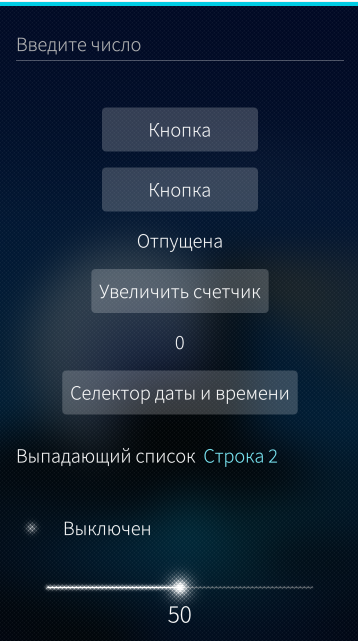 Введите число
Кнопка
Кнопка
Отпущена
Увеличить счетчик
0
Селектор даты и времени
Выпадающий список Строка 2
Выключен
50